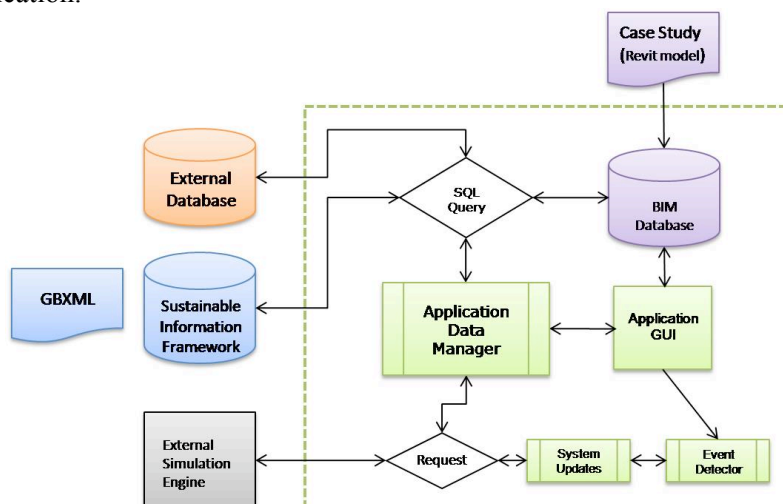 Case Study
(Revit model)
External
Database
SQL
Query
BIM
Database
GBXML
Sustainable
Information
Framework
Application
Data
Manager
Application
GUI
External
Simulation
Engine
Request
System
Updates
Event
Detector